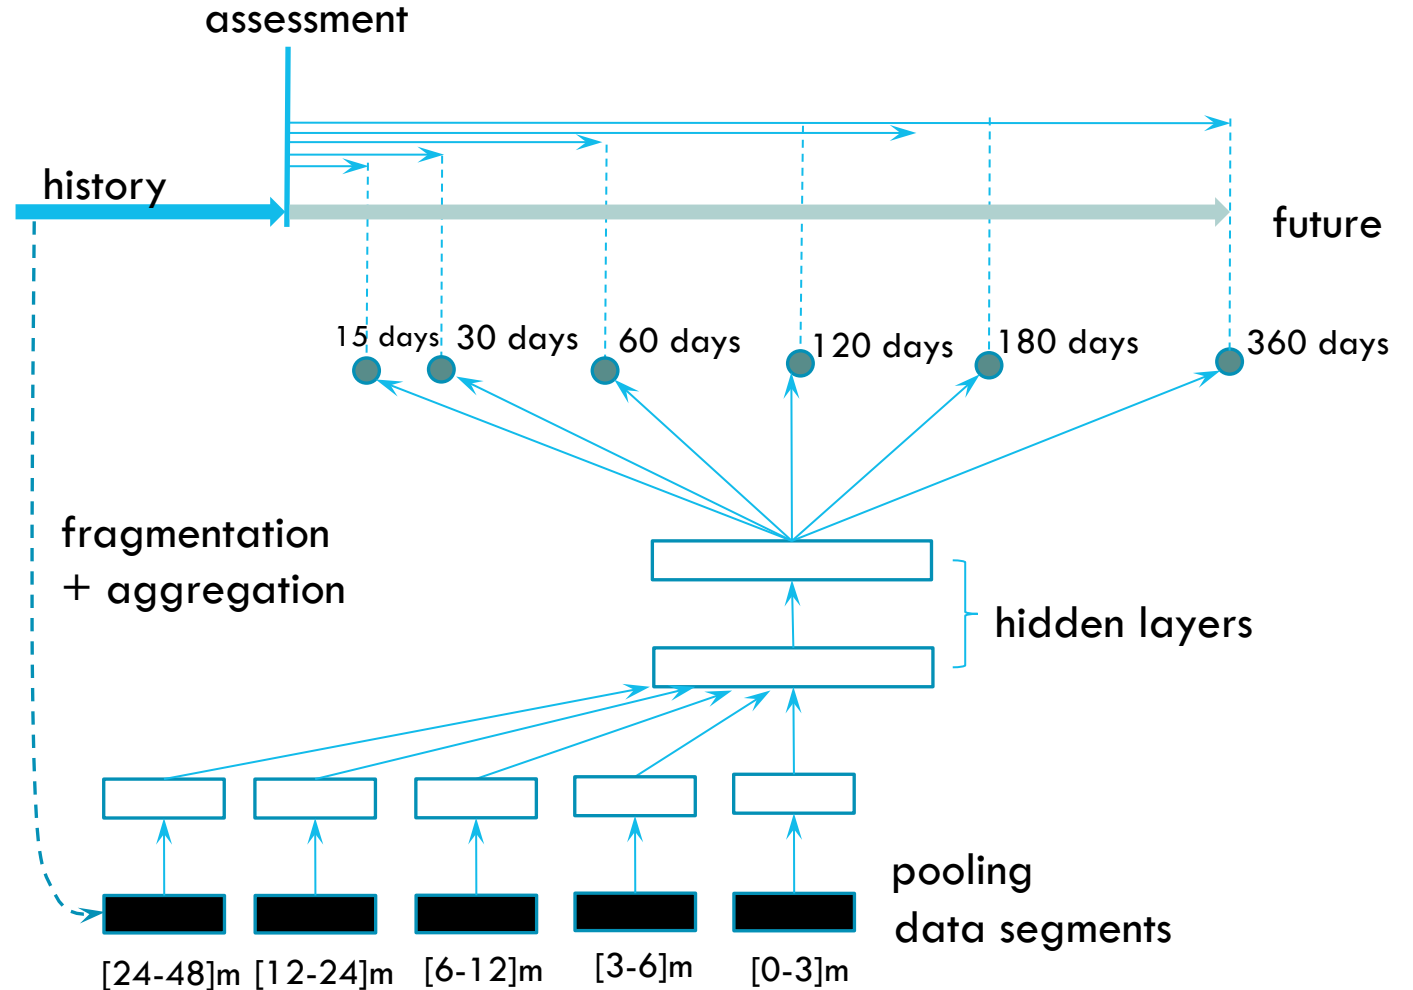 assessment
history
future
15 days
30 days
60 days
120 days
180 days
360 days
fragmentation
+ aggregation
hidden layers
pooling
data segments
[24-48]m
[12-24]m
[6-12]m
[3-6]m
[0-3]m